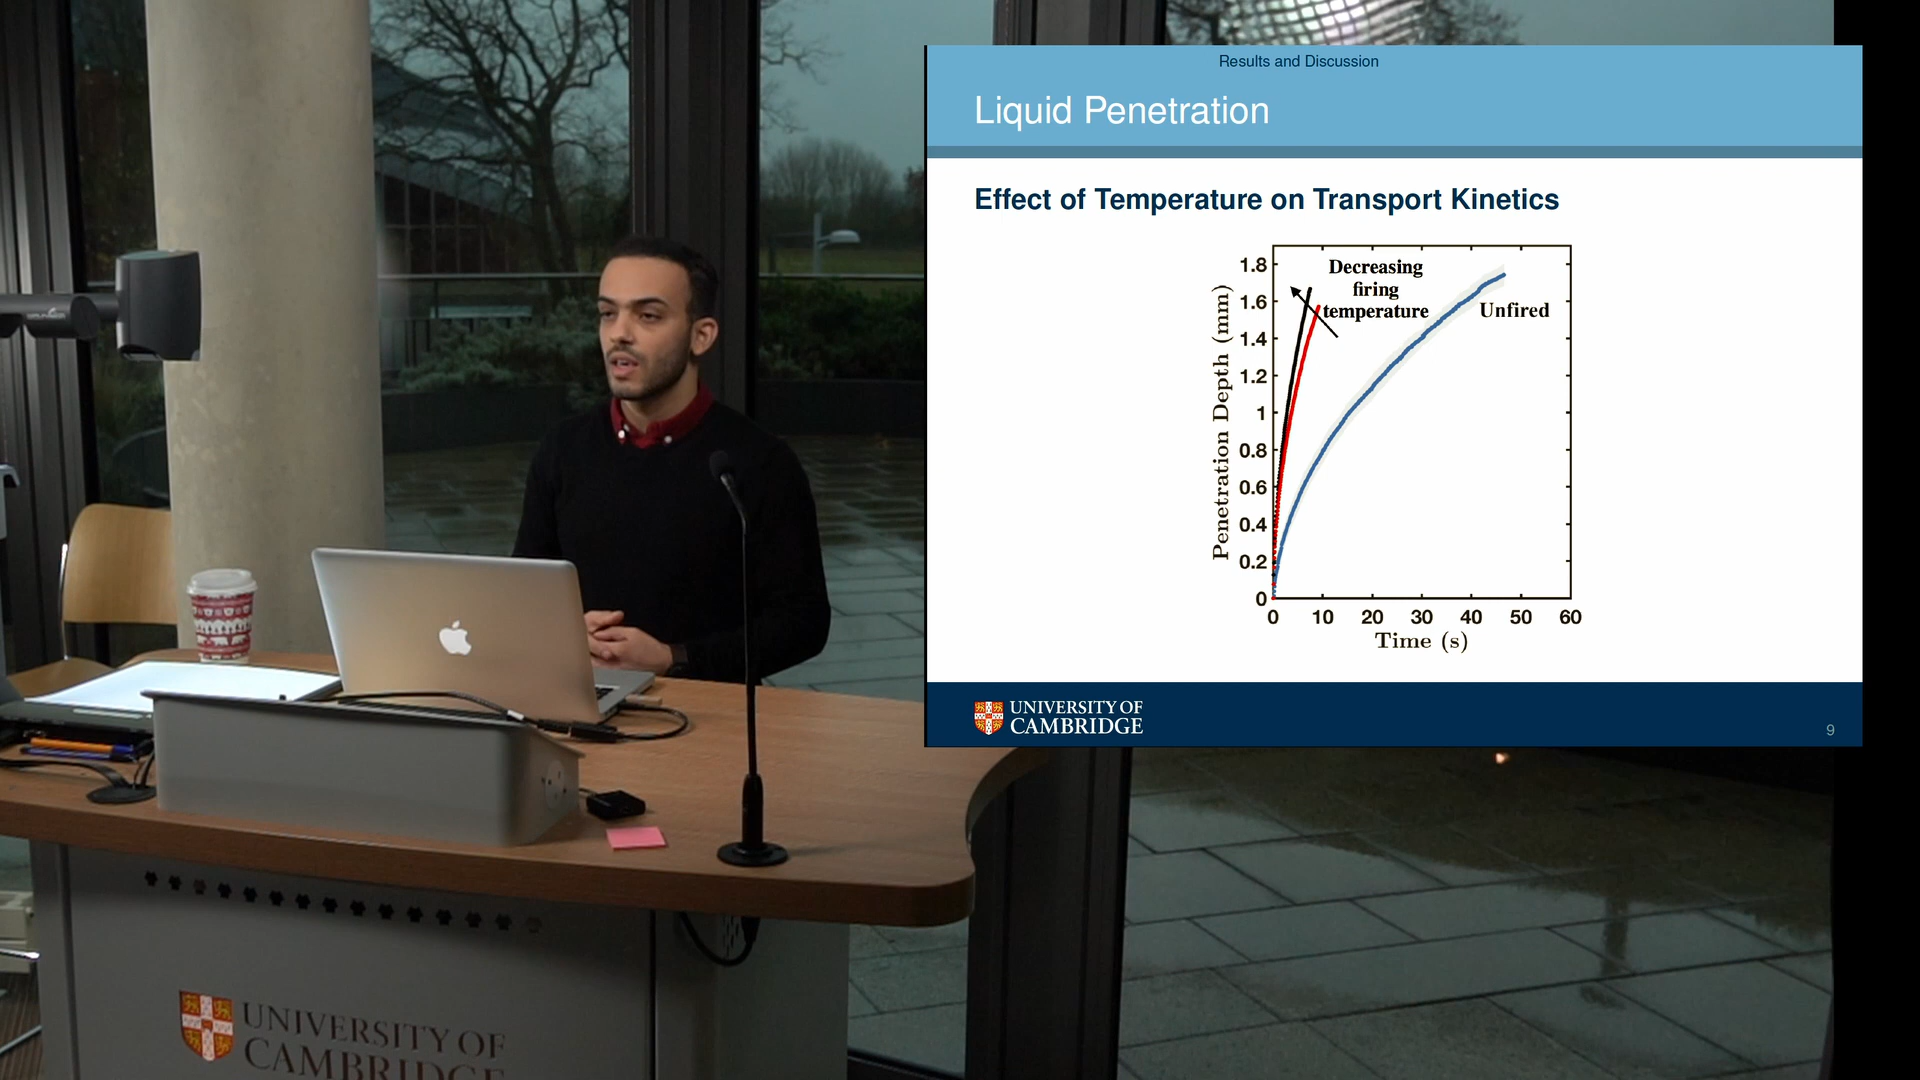 Results and Discussion
Liquid Penetration
Effect of Temperature on Transport Kinetics
Penetration Depth (mm)
1.8
1.6
1.4
1.2
1
0.8
0.6
0.4
0.2
0
Decreasing
firing
temperature
Unfired
0 10 20 30 40 50 60
Time (s)
UNIVERSITY OF
CAMBRIDGE
9
UNIVERSITY OF
CAMBRIDGE